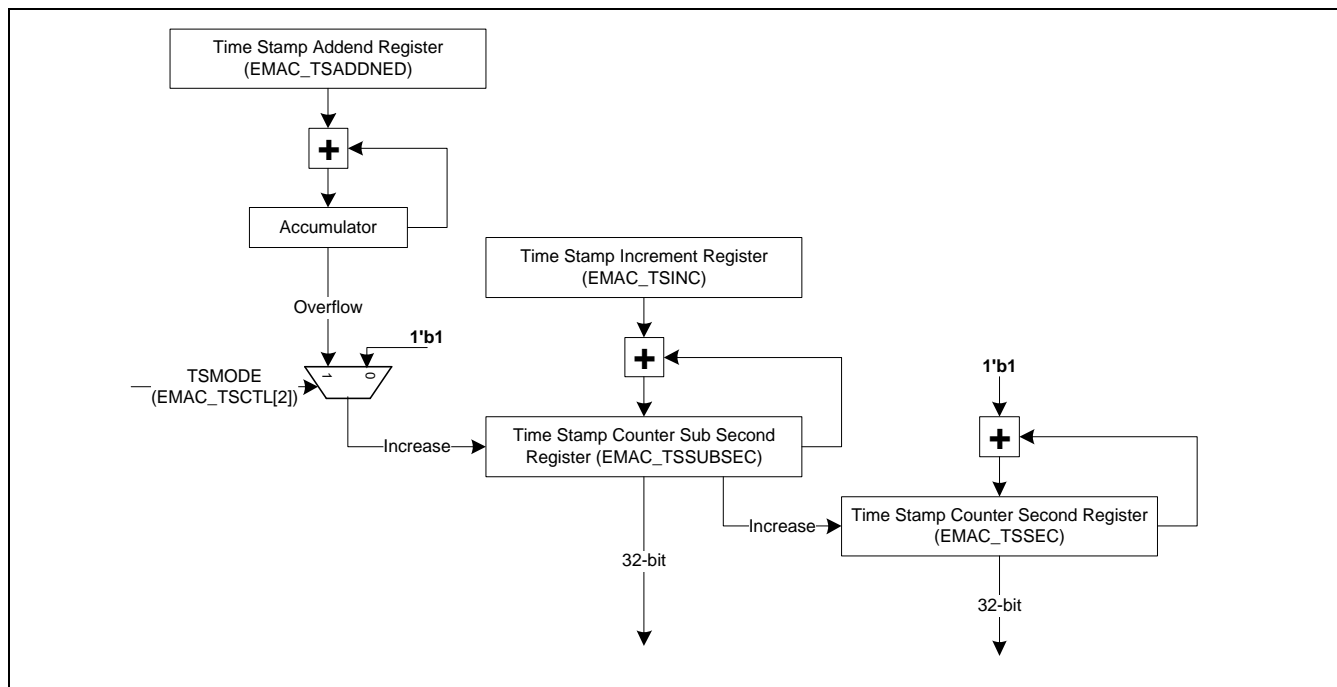 Time Stamp Addend Register
(EMAC_TSADDNED)
+
Accumulator
Overflow
1'b1
1
0
TSMODE
(EMAC_TSCTL[2])
Increase
Time Stamp Increment Register
(EMAC_TSINC)
+
Time Stamp Counter Sub Second
Register (EMAC_TSSUBSEC)
32-bit
Increase
1'b1
+
Time Stamp Counter Second Register
(EMAC_TSSEC)
32-bit